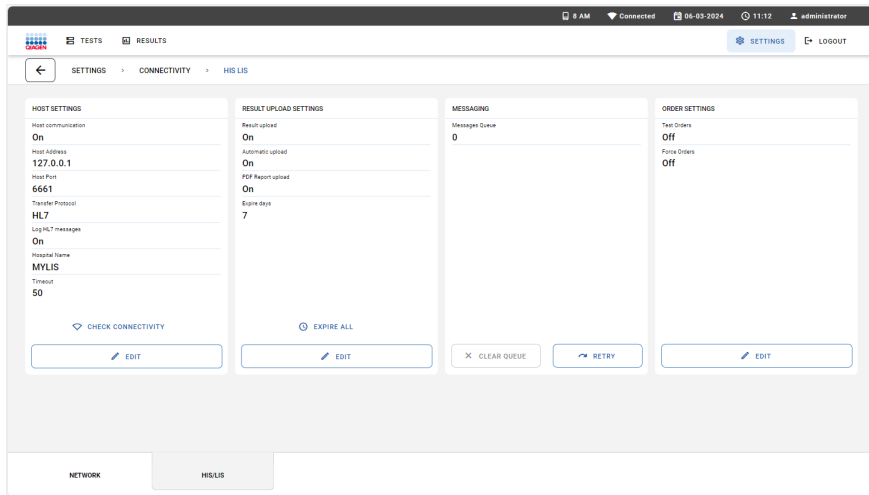 8 AM Connected 06-03-2024 11:12 administrator
QIAGEN TESTS RESULTS SETTINGS LOGOUT
SETTINGS > CONNECTIVITY > HIS LIS
HOST SETTINGS
Host communication
On
Host Address
127.0.0.1
Host Port
6661
Transfer Protocol
HL7
Log HL7 messages
On
Hospital Name
MYLIS
Timeout
50
CHECK CONNECTIVITY
EDIT
RESULT UPLOAD SETTINGS
Result upload
On
Automatic upload
On
PDF Report upload
On
Expire days
7
EXPIRE ALL
EDIT
MESSAGING
Messages Queue
0
CLEAR QUEUE RETRY
ORDER SETTINGS
Test Orders
Off
Force Orders
Off
EDIT
NETWORK HIS/LIS